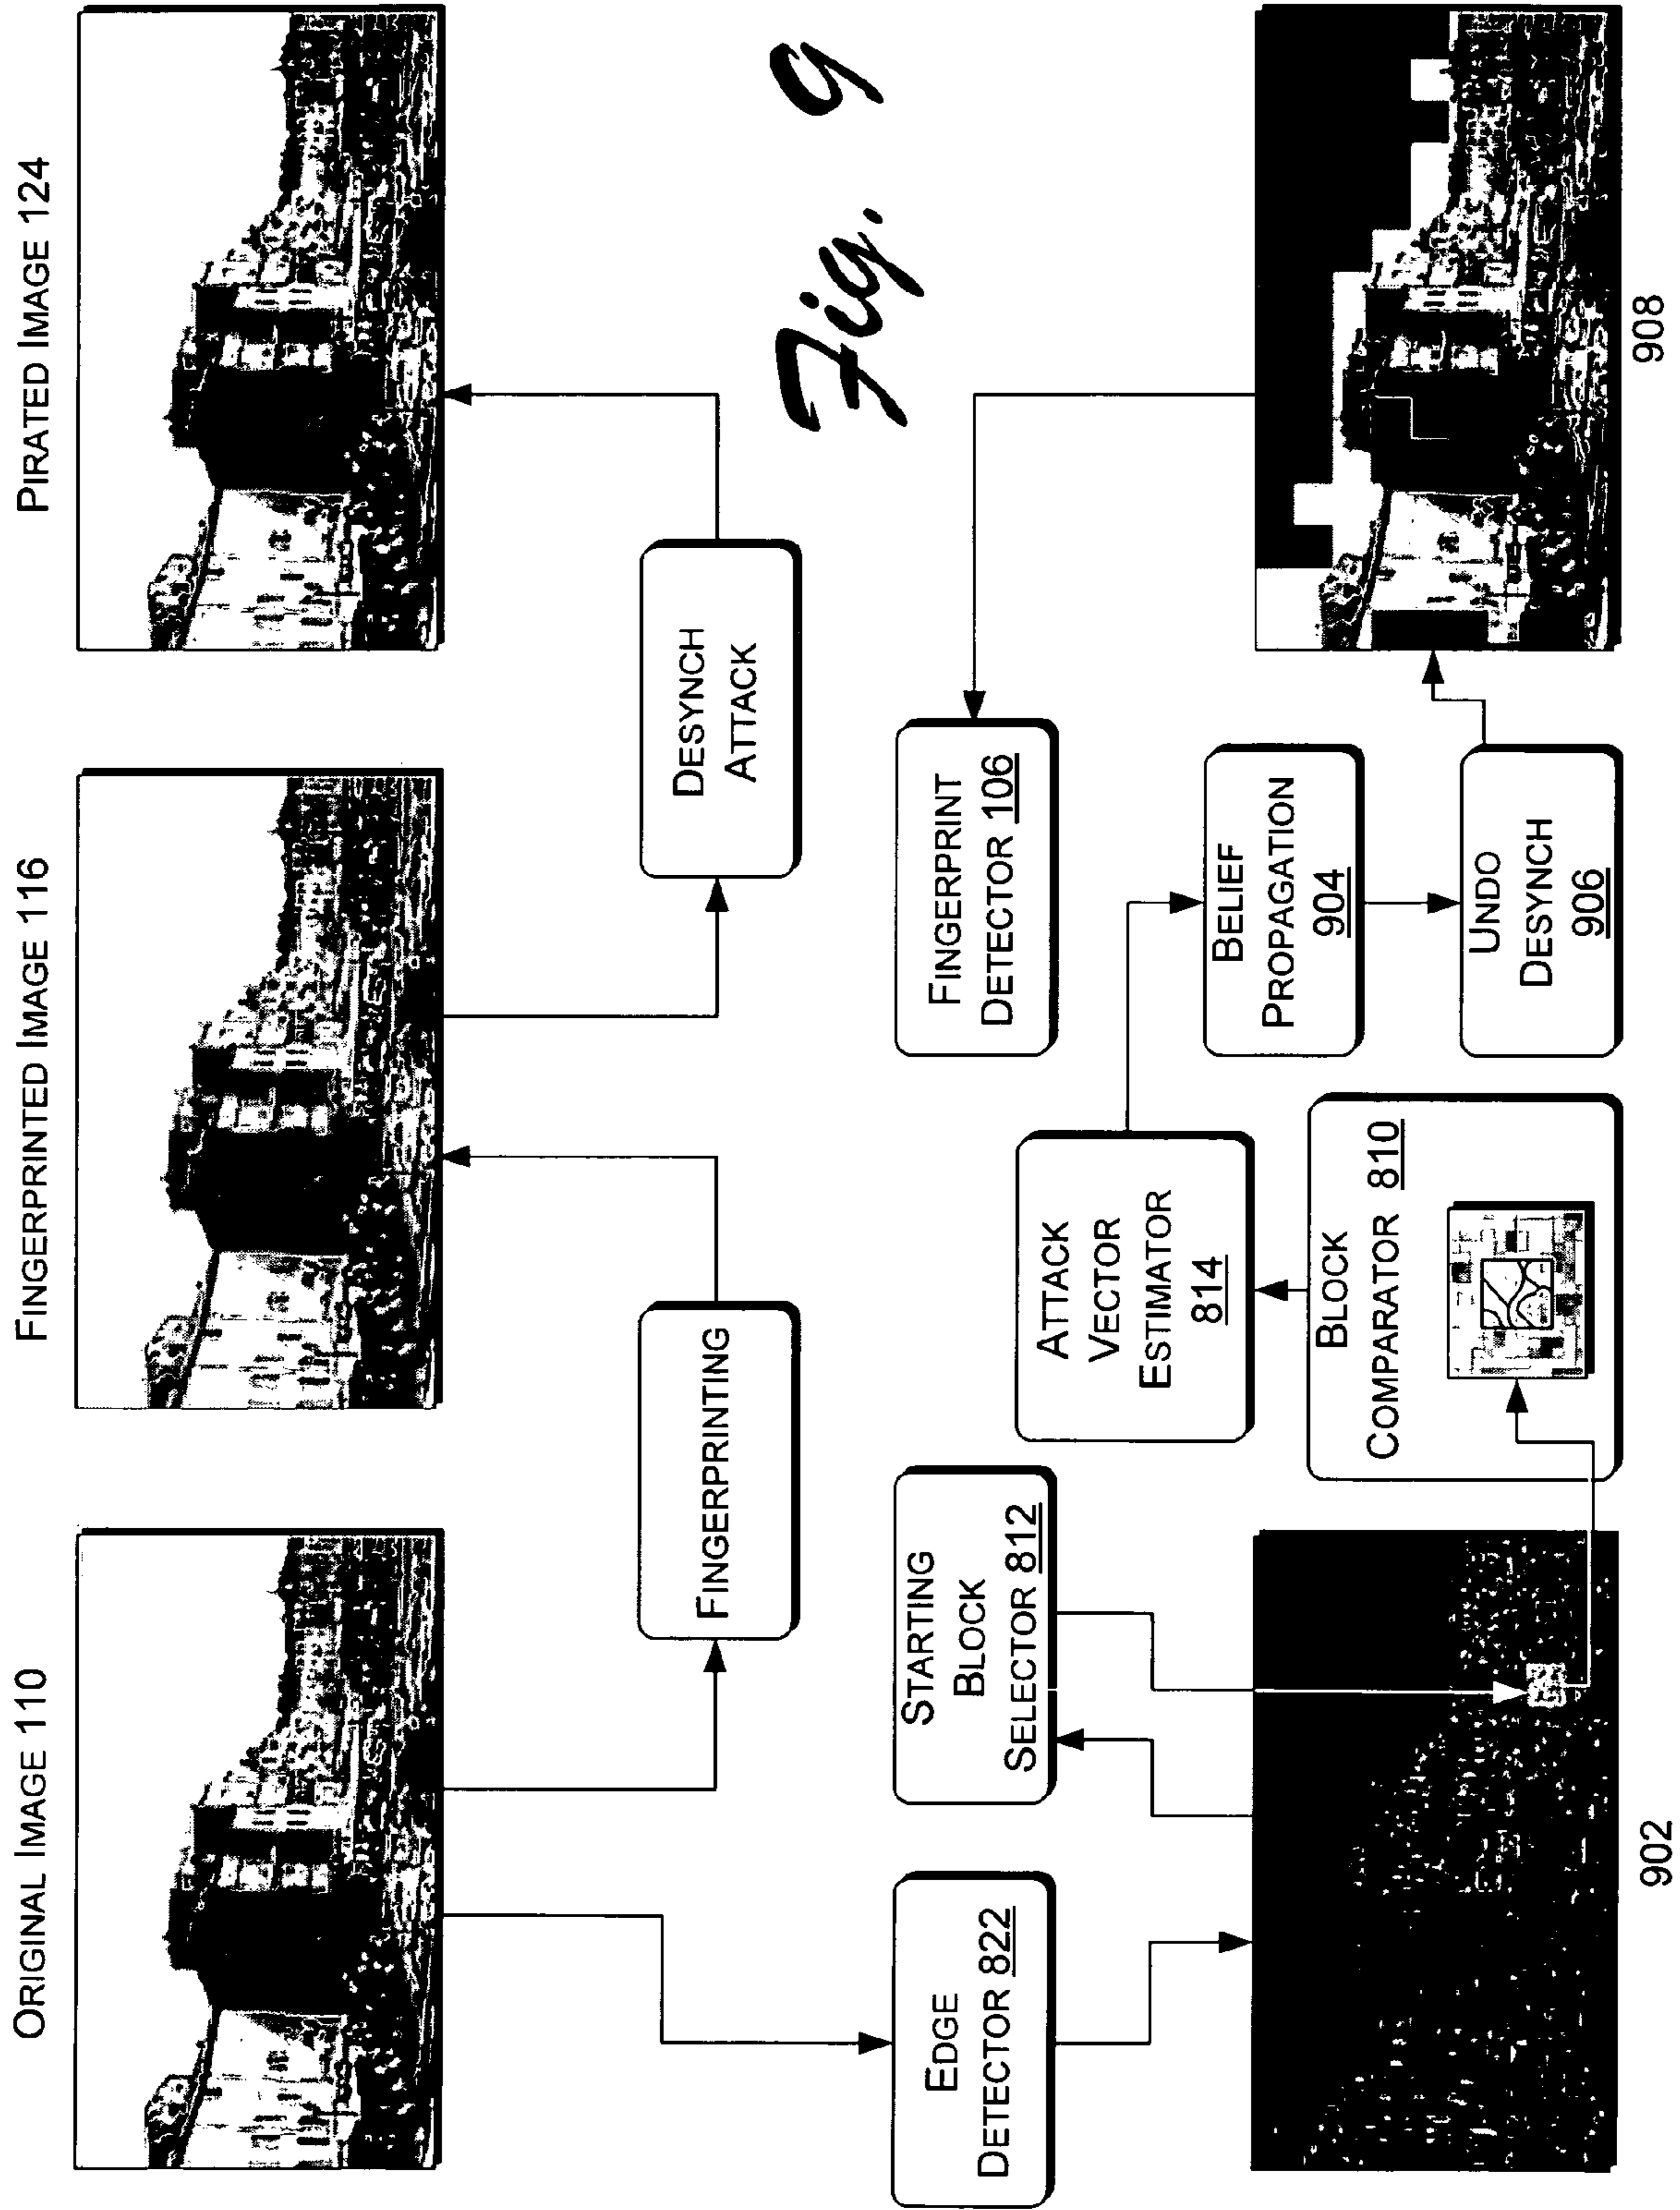 ORIGINAL IMAGE 110
FINGERPRINTED IMAGE 116
PIRATED IMAGE 124
FINGERPRINTING
DESYNCH
ATTACK
Fig. 9
EDGE
DETECTOR 822
STARTING
BLOCK
SELECTOR 812
ATTACK
VECTOR
ESTIMATOR
814
FINGERPRINT
DETECTOR 106
BLOCK
COMPARATOR 810
BELIEF
PROPAGATION
904
UNDO
DESYNCH
906
902
908